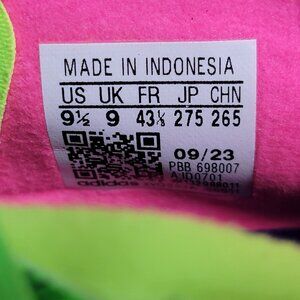 MADE IN INDONESIA
US UK FR JP CHN
9½ 9 43⅓ 275 265
09/23
PBB 698007
AJD0701
adidas